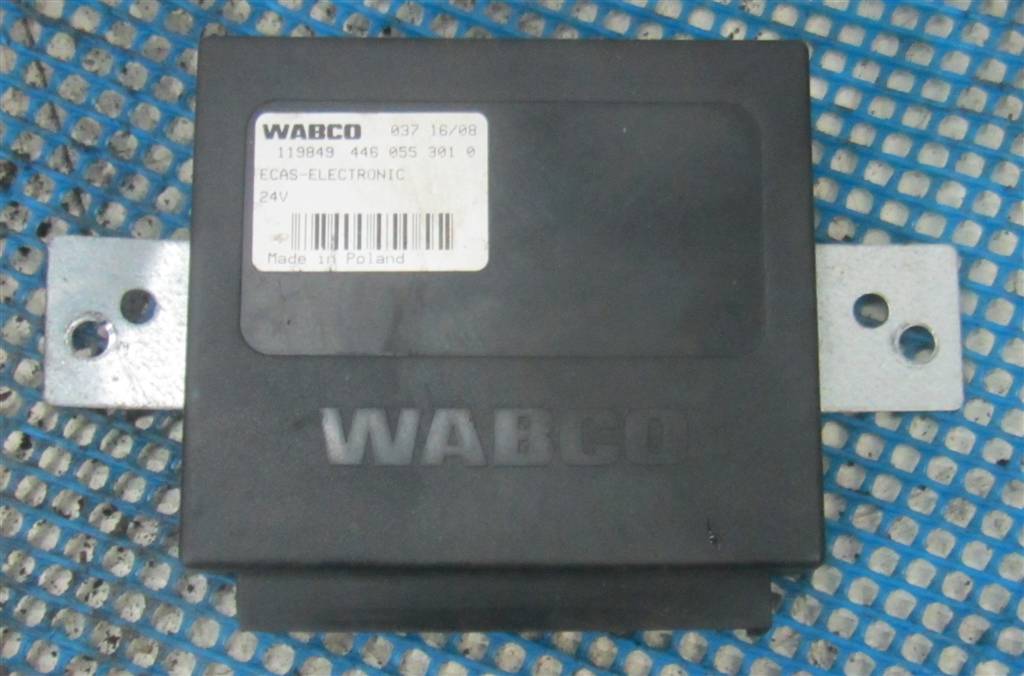 WABCO 037 16/08
119849 446 055 301 0
ECAS-ELECTRONIC
24V
Made in Poland
WABCO